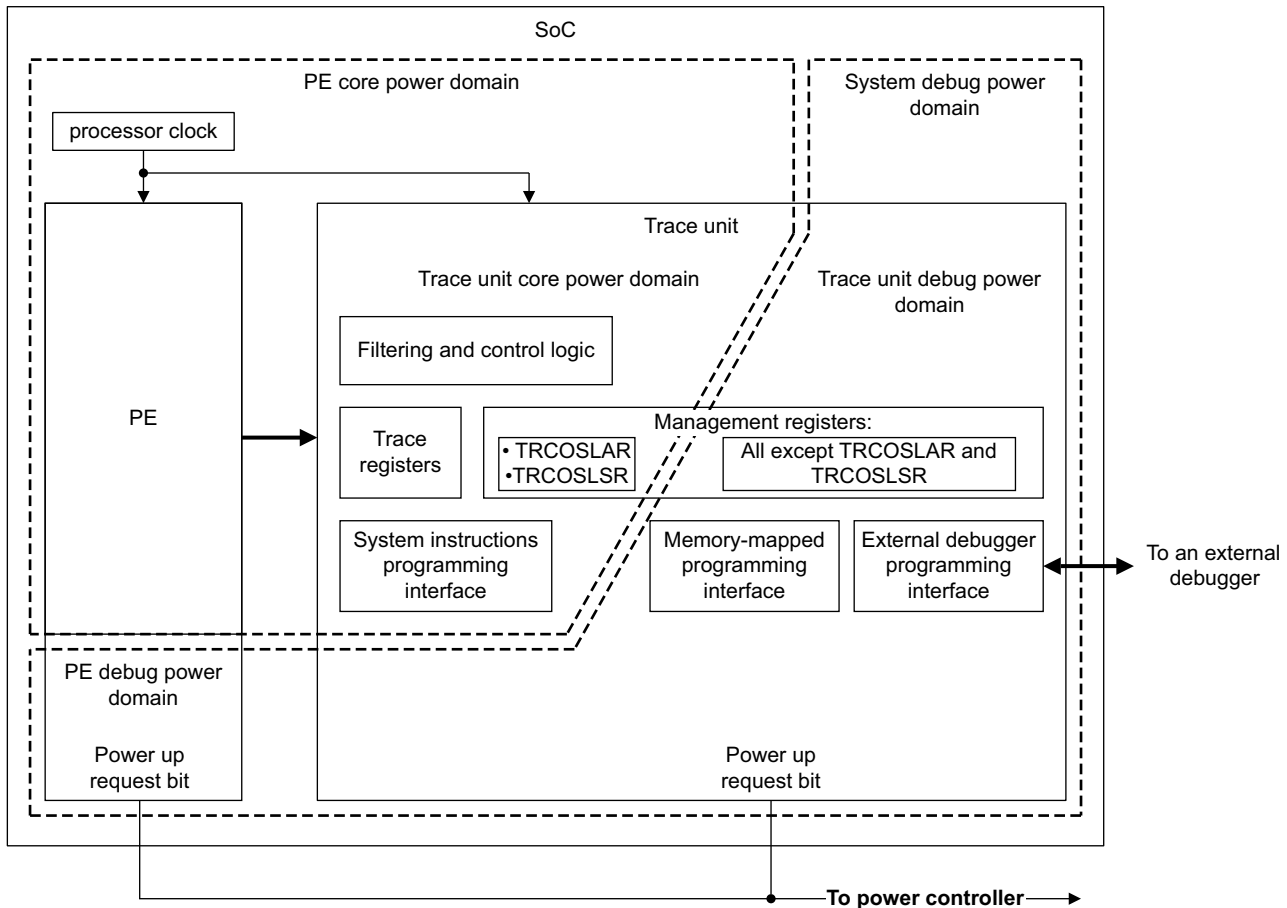 SoC
PE core power domain
System debug power
domain
processor clock
Trace unit
Trace unit core power domain
Trace unit debug power
domain
Filtering and control logic
PE
Trace
registers
Management registers:
• TRCOSLAR
•TRCOSLSR
All except TRCOSLAR and
TRCOSLSR
System instructions
programming
interface
Memory-mapped
programming
interface
External debugger
programming
interface
To an external
debugger
PE debug power
domain
Power up
request bit
Power up
request bit
To power controller